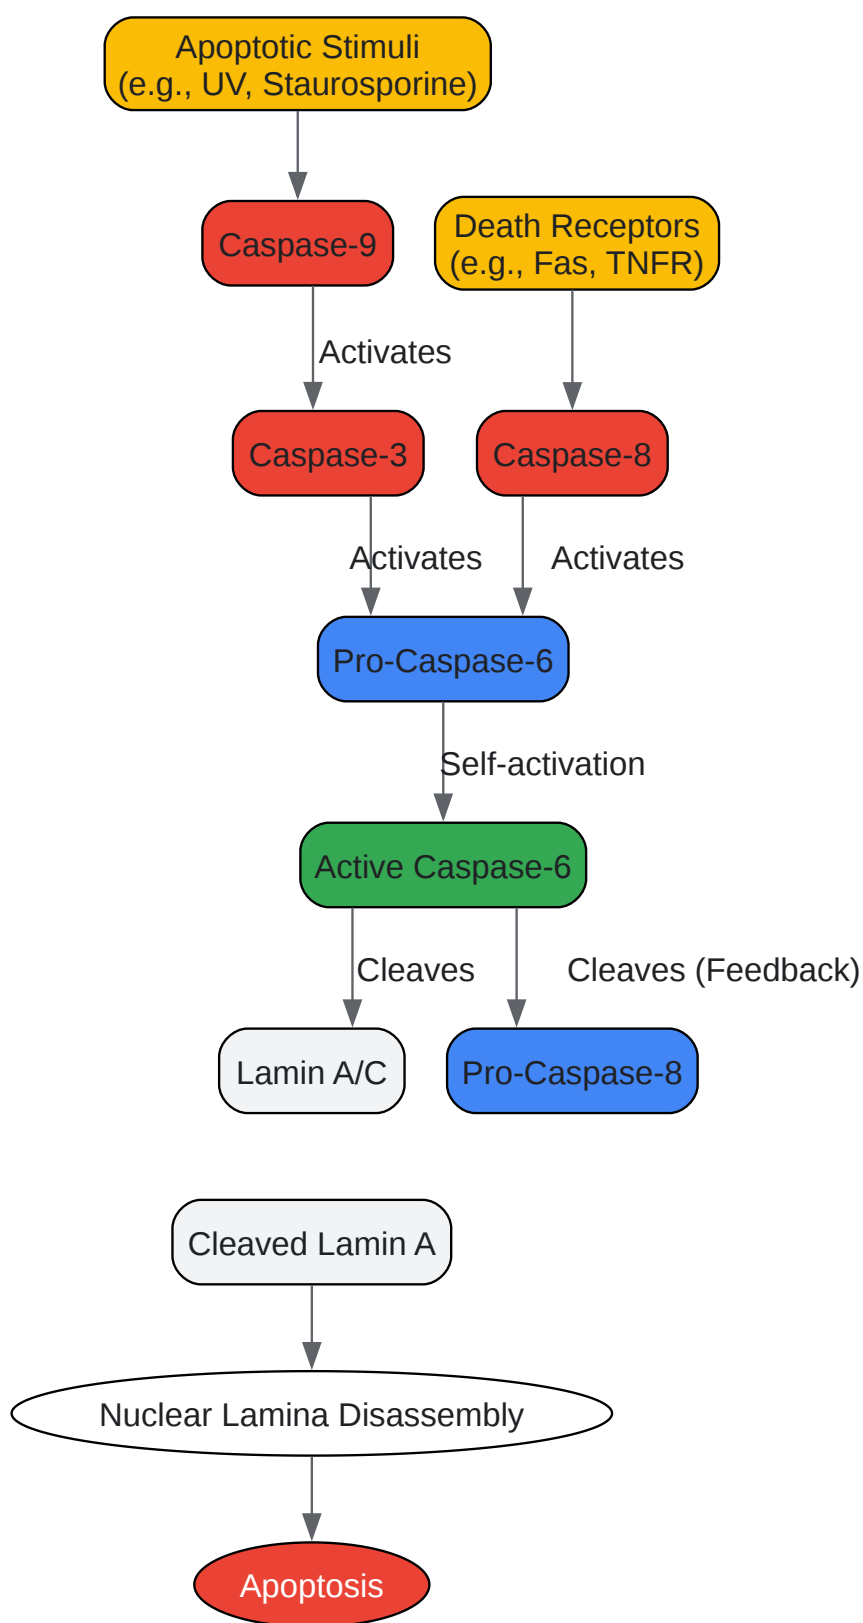 Apoptotic Stimuli
(e.g., UV, Staurosporine)
Caspase-9
Death Receptors
(e.g., Fas, TNFR)
Activates
Caspase-3
Caspase-8
Activates
Activates
Pro-Caspase-6
Self-activation
Active Caspase-6
Cleaves
Cleaves (Feedback)
Lamin A/C
Pro-Caspase-8
Cleaved Lamin A
Nuclear Lamina Disassembly
Apoptosis